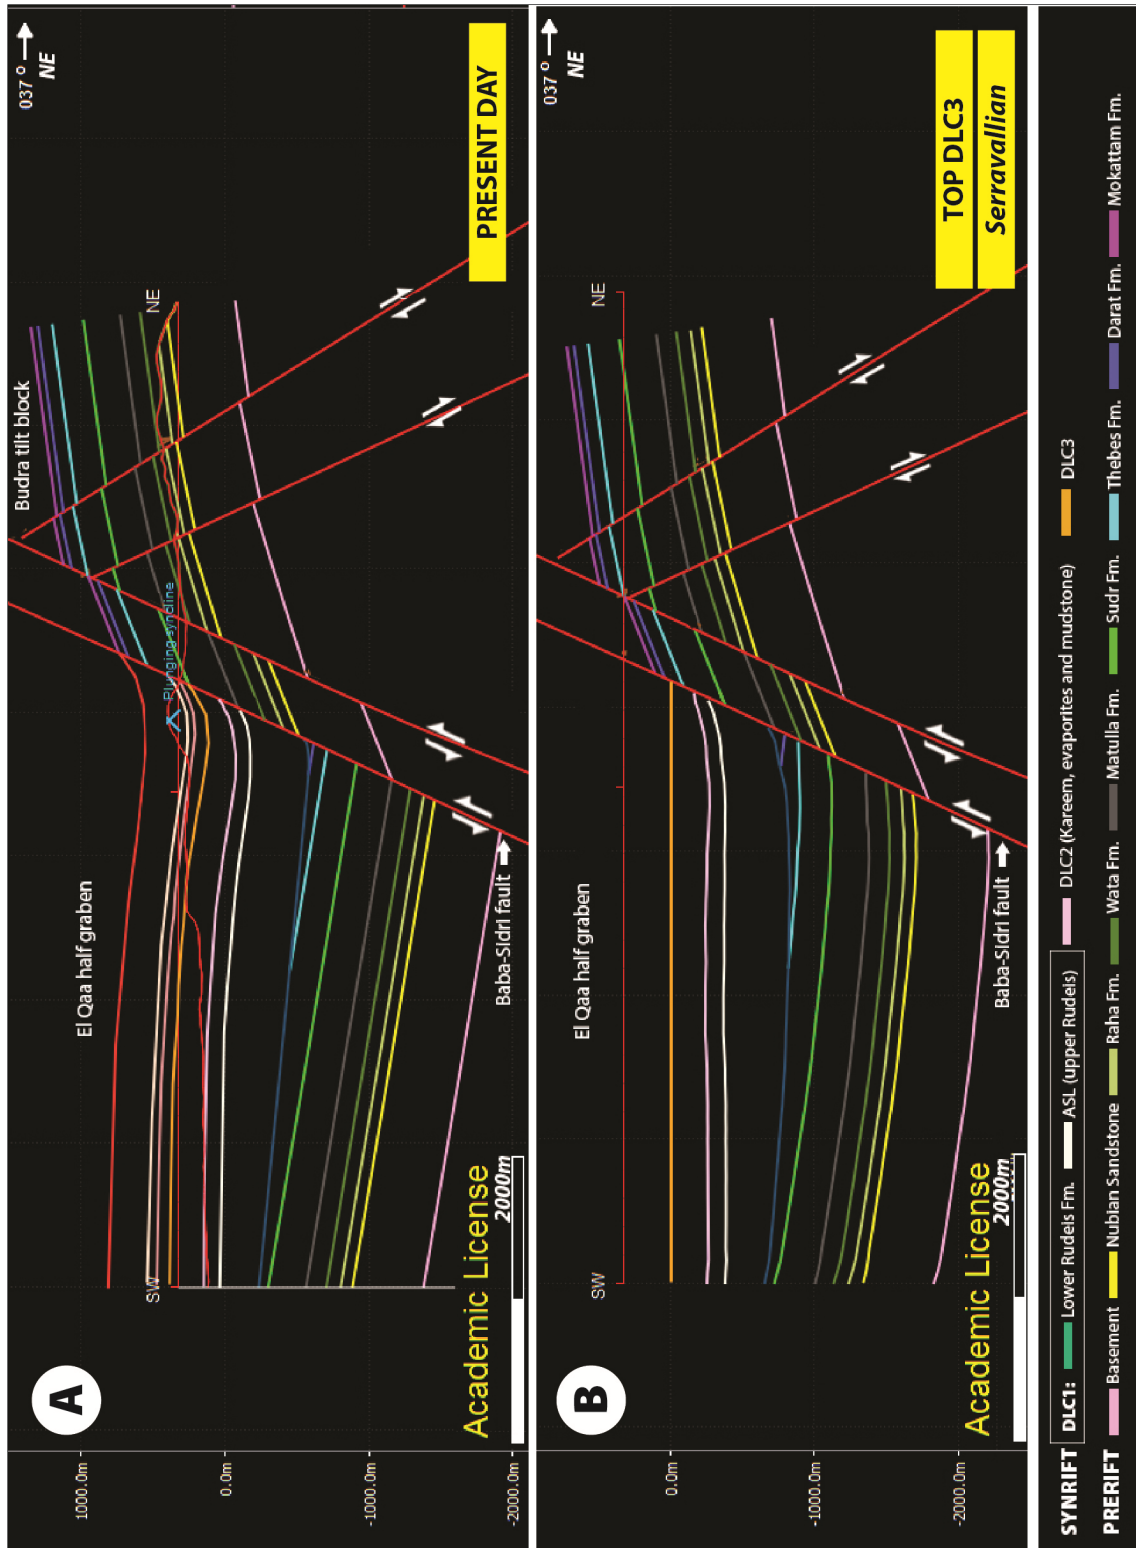 A
1000.0m
0.0m
-1000.0m
-2000.0m
El Qaa half graben
Budra tilt block
037 °
NE
SW
NE
Plunging syncline
PRESENT DAY
Baba-Sidri fault
Academic License
2000m
B
0.0m
-1000.0m
-2000.0m
El Qaa half graben
037 °
NE
SW
NE
TOP DLC3
Serravallian
Baba-Sidri fault
Academic License
2000m
SYNRIFT DLC1: Lower Rudeis Fm. ASL (upper Rudeis) DLC2 (Kareem, evaporites and mudstone) DLC3
PRERIFT Basement Nubian Sandstone Raha Fm. Wata Fm. Matulla Fm. Sudr Fm. Thebes Fm. Darat Fm. Mokattam Fm.